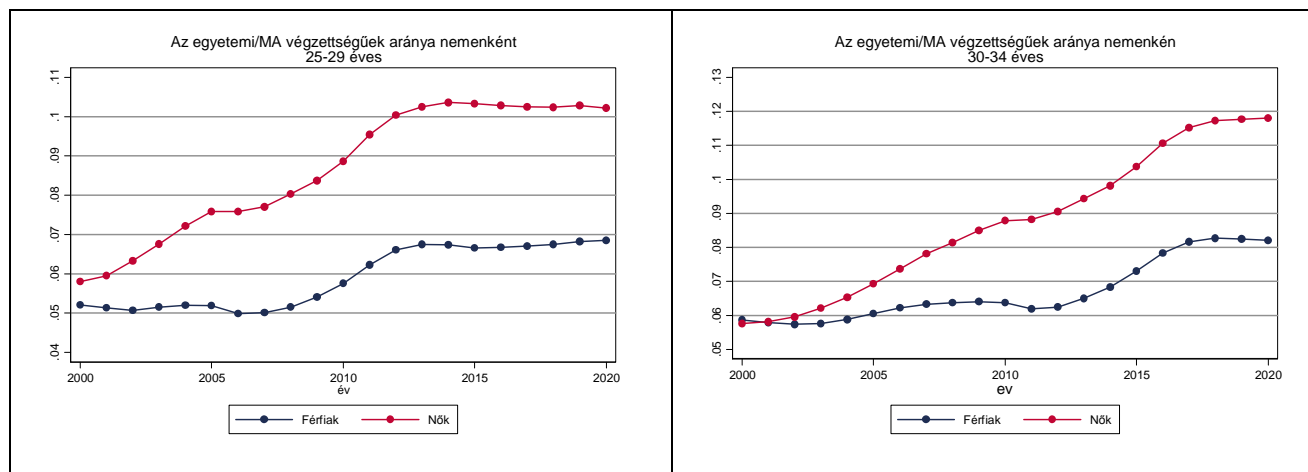 Az egyetemi/MA végzettségűek aránya nemenként
25-29 éves
.11
.1
.09
.08
.07
.06
.05
.04
2000
2005
2010
2015
2020
év
Férfiak
Nők
Az egyetemi/MA végzettségűek aránya nemenkén
30-34 éves
.13
.12
.11
.1
.09
.08
.07
.06
.05
2000
2005
2010
2015
2020
ev
Férfiak
Nők